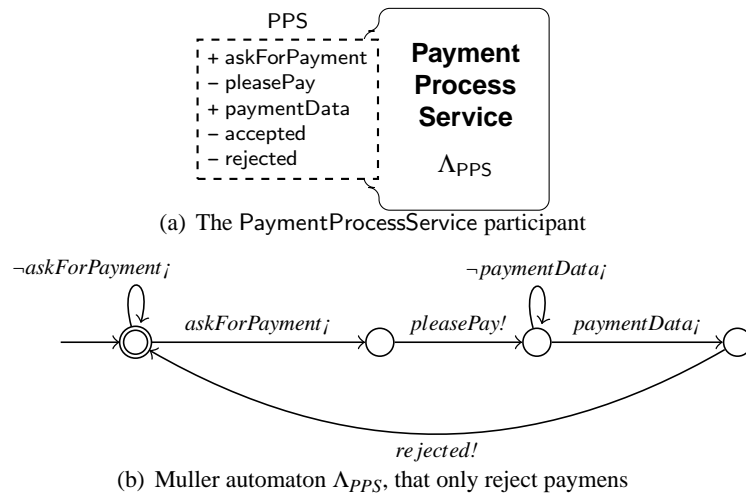 PPS
+ askForPayment
– pleasePay
+ paymentData
– accepted
– rejected
Payment
Process
Service
Λ_PPS
(a) The PaymentProcessService participant
¬askForPayment¡
¬paymentData¡
askForPayment¡
pleasePay!
paymentData¡
rejected!
(b) Muller automaton Λ_PPS, that only reject paymens